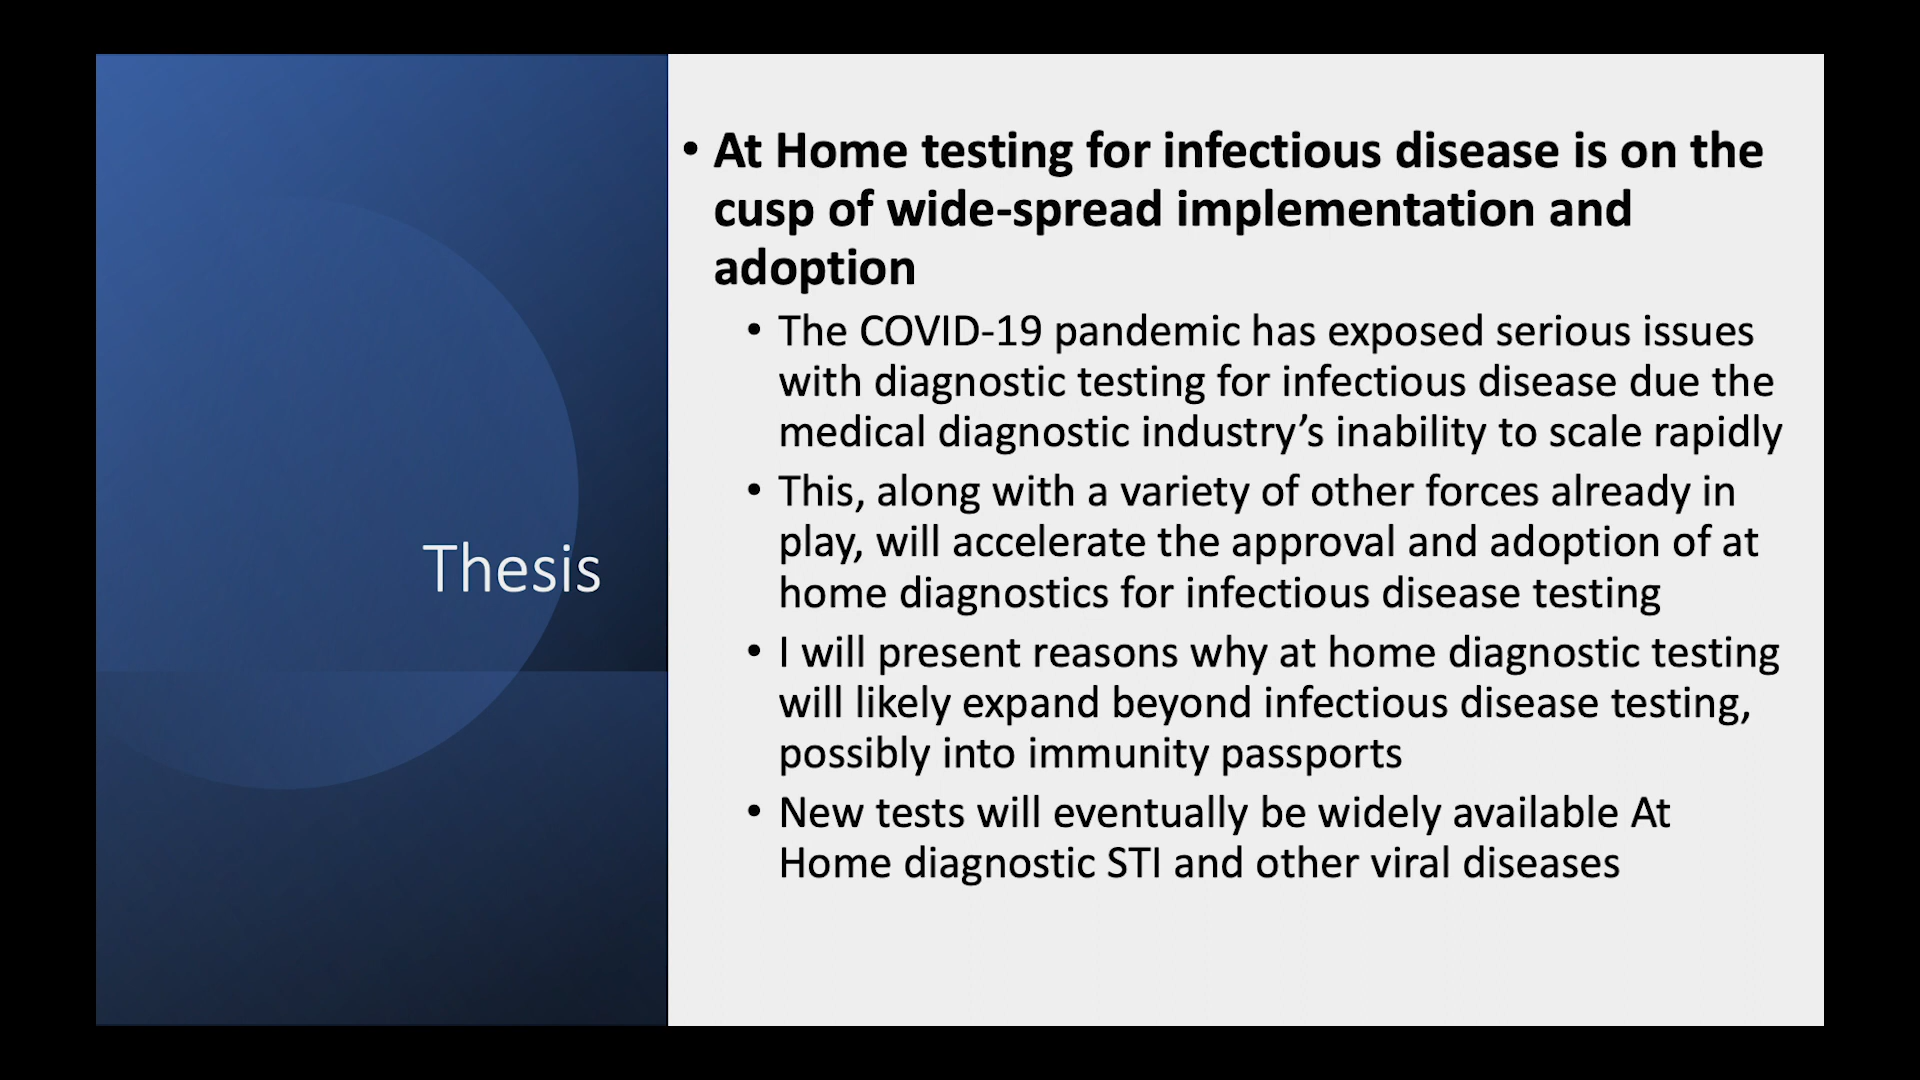 Thesis
• At Home testing for infectious disease is on the
cusp of wide-spread implementation and
adoption
• The COVID-19 pandemic has exposed serious issues
with diagnostic testing for infectious disease due the
medical diagnostic industry’s inability to scale rapidly
• This, along with a variety of other forces already in
play, will accelerate the approval and adoption of at
home diagnostics for infectious disease testing
• I will present reasons why at home diagnostic testing
will likely expand beyond infectious disease testing,
possibly into immunity passports
• New tests will eventually be widely available At
Home diagnostic STI and other viral diseases